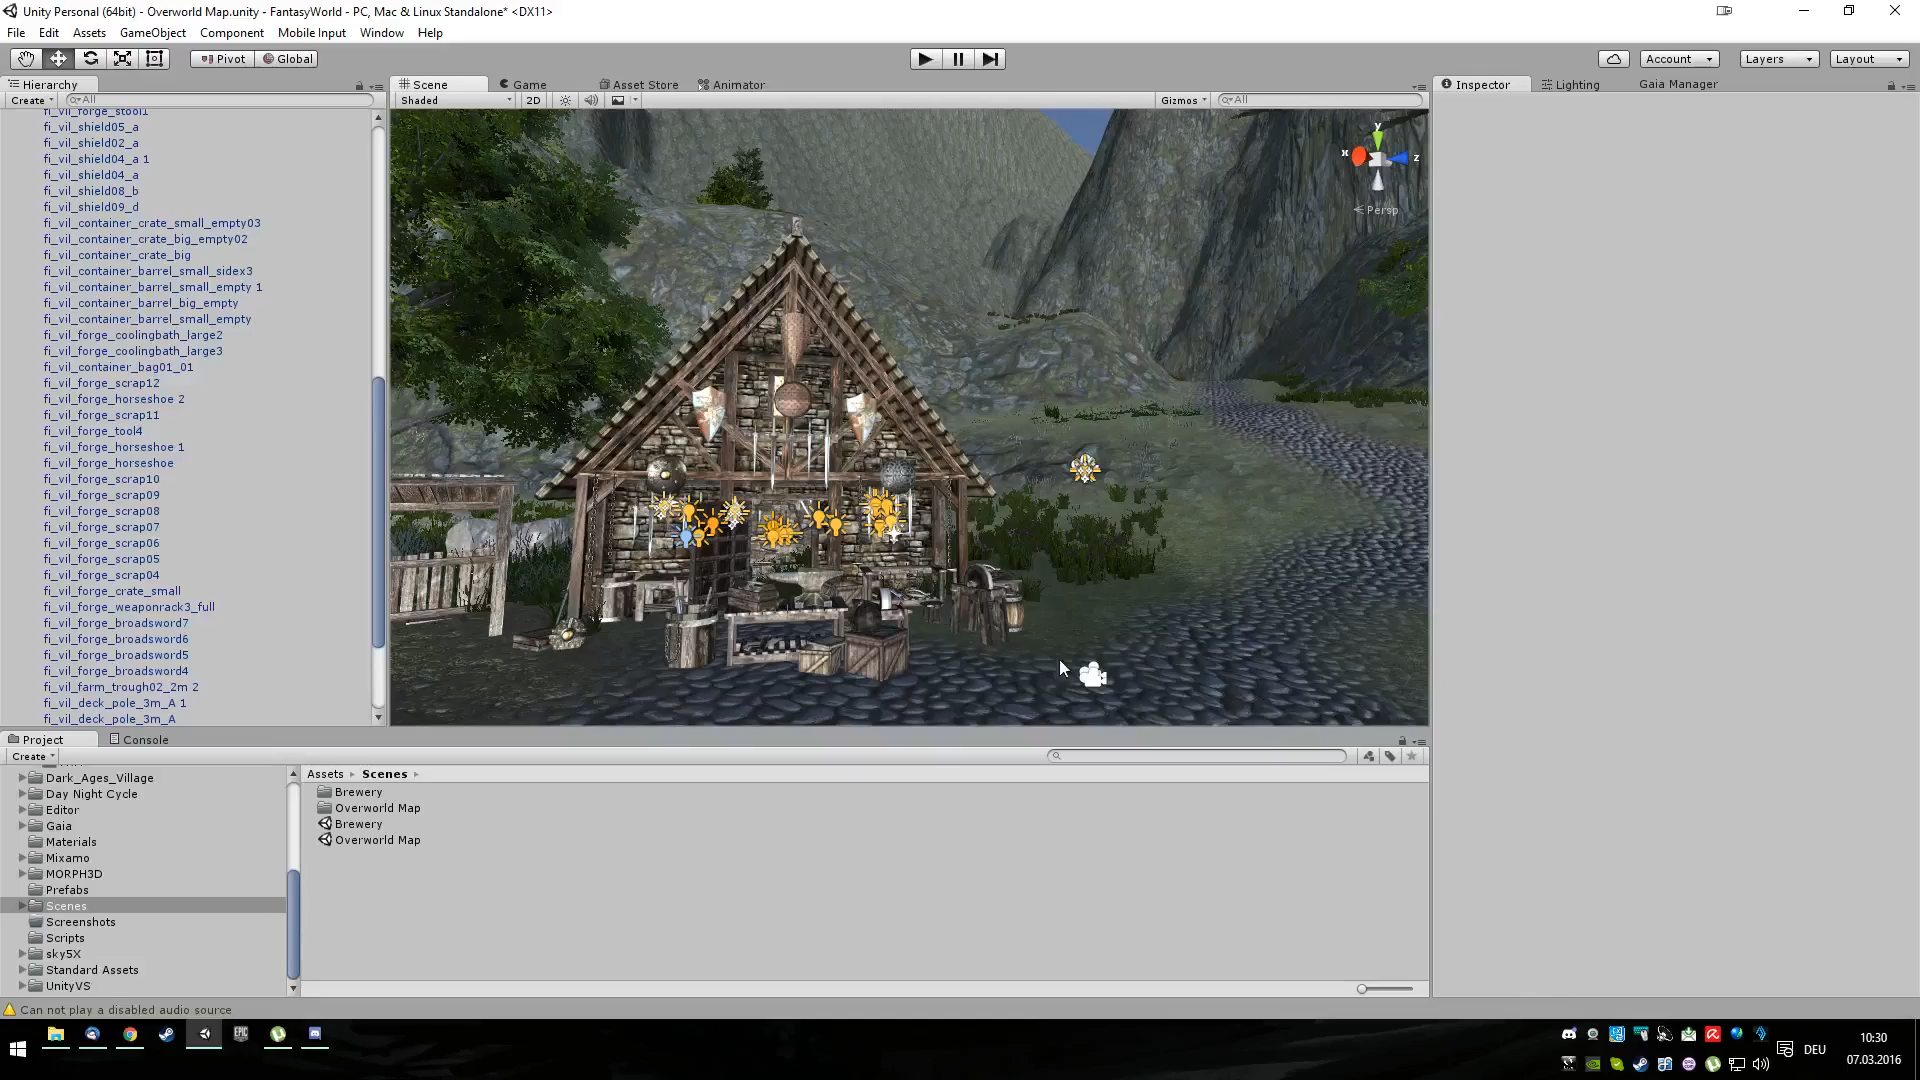 Unity Personal (64bit) - Overworld Map.unity - FantasyWorld - PC, Mac & Linux Standalone* <DX11>
File Edit Assets GameObject Component Mobile Input Window Help
Pivot Global Account Layers Layout
Hierarchy Scene Game Asset Store Animator Inspector Lighting Gaia Manager
Create All Shaded 2D Gizmos All
fi_vil_forge_stool1
fi_vil_shield05_a
fi_vil_shield02_a
fi_vil_shield04_a 1
fi_vil_shield04_a
fi_vil_shield08_b
fi_vil_shield09_d
fi_vil_container_crate_small_empty03
fi_vil_container_crate_big_empty02
fi_vil_container_crate_big
fi_vil_container_barrel_small_sidex3
fi_vil_container_barrel_small_empty 1
fi_vil_container_barrel_big_empty
fi_vil_container_barrel_small_empty
fi_vil_forge_coolingbath_large2
fi_vil_forge_coolingbath_large3
fi_vil_container_bag01_01
fi_vil_forge_scrap12
fi_vil_forge_horseshoe 2
fi_vil_forge_scrap11
fi_vil_forge_tool4
fi_vil_forge_horseshoe 1
fi_vil_forge_horseshoe
fi_vil_forge_scrap10
fi_vil_forge_scrap09
fi_vil_forge_scrap08
fi_vil_forge_scrap07
fi_vil_forge_scrap06
fi_vil_forge_scrap05
fi_vil_forge_scrap04
fi_vil_forge_crate_small
fi_vil_forge_weaponrack3_full
fi_vil_forge_broadsword7
fi_vil_forge_broadsword6
fi_vil_forge_broadsword5
fi_vil_forge_broadsword4
fi_vil_farm_trough02_2m 2
fi_vil_deck_pole_3m_A 1
fi_vil_deck_pole_3m_A
y
x z
Persp
Project Console
Create
Dark_Ages_Village
Day Night Cycle
Editor
Gaia
Materials
Mixamo
MORPH3D
Prefabs
Scenes
Screenshots
Scripts
sky5X
Standard Assets
UnityVS
Assets Scenes
Brewery
Overworld Map
Brewery
Overworld Map
Can not play a disabled audio source
EPIC
DEU
10:30
07.03.2016